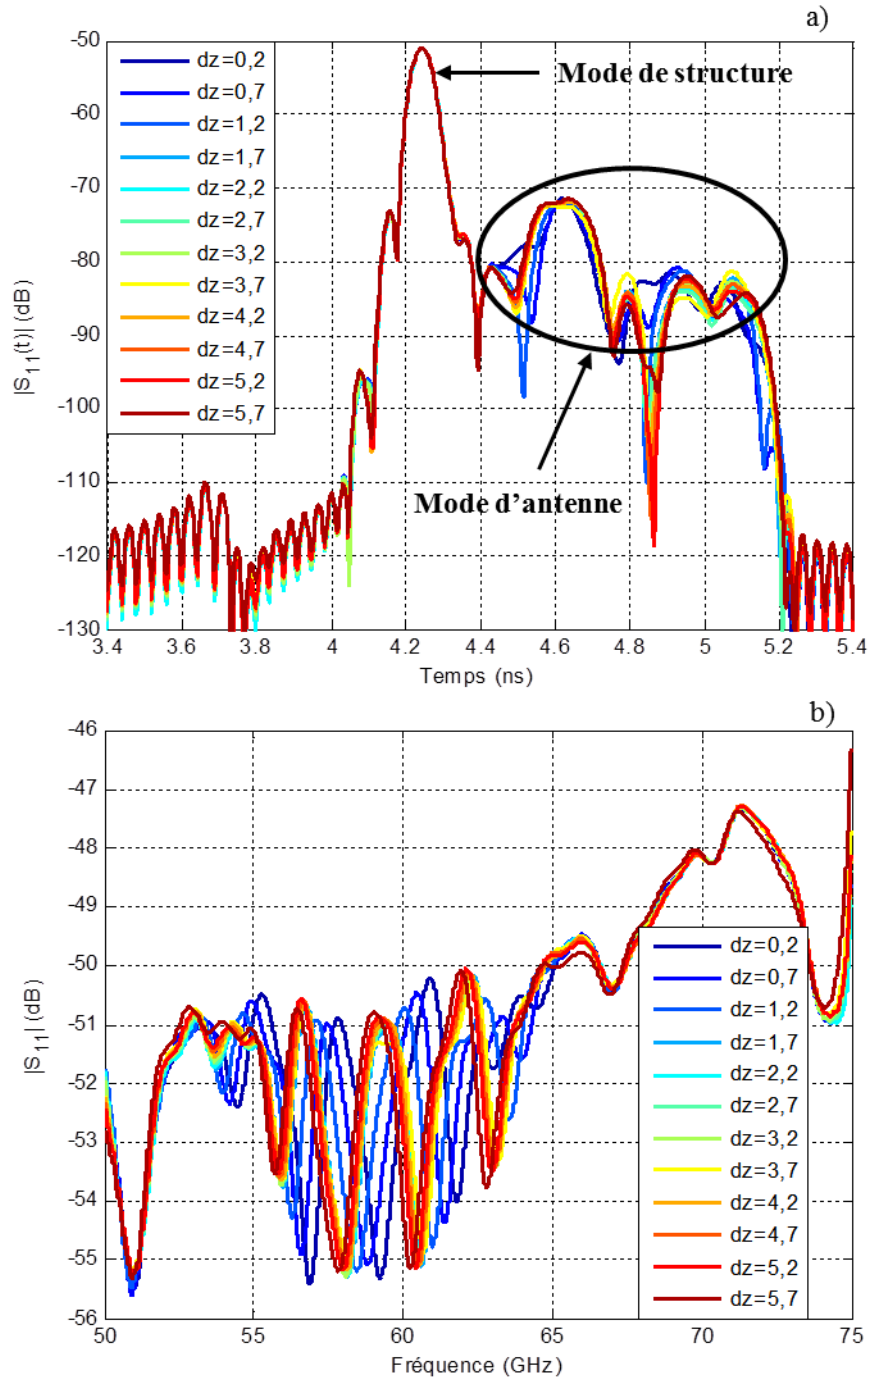 a)
-50
-60
-70
-80
-90
-100
-110
-120
-130
|S11(t)| (dB)
dz=0,2
dz=0,7
dz=1,2
dz=1,7
dz=2,2
dz=2,7
dz=3,2
dz=3,7
dz=4,2
dz=4,7
dz=5,2
dz=5,7
Mode de structure
Mode d’antenne
3.4 3.6 3.8 4 4.2 4.4 4.6 4.8 5 5.2 5.4
Temps (ns)
b)
-46
-47
-48
-49
-50
-51
-52
-53
-54
-55
-56
|S11| (dB)
dz=0,2
dz=0,7
dz=1,2
dz=1,7
dz=2,2
dz=2,7
dz=3,2
dz=3,7
dz=4,2
dz=4,7
dz=5,2
dz=5,7
50 55 60 65 70 75
Fréquence (GHz)